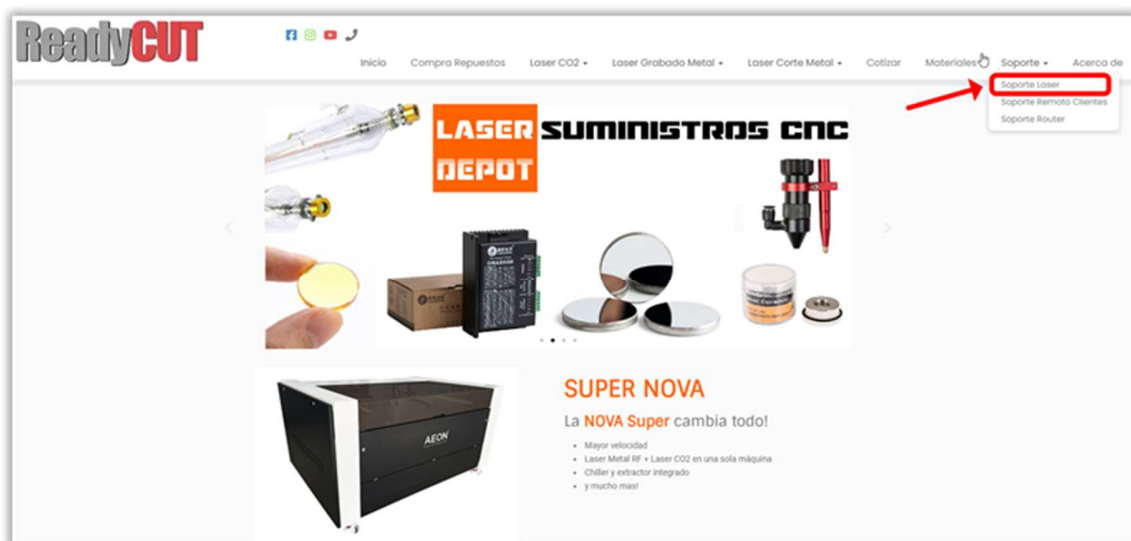 ReadyCUT
Inicio Compra Repuestos Laser CO2 Laser Grabado Metal Laser Corte Metal Cotizar Materiales Soporte Acerca de
Soporte Laser
Soporte Remoto Clientes
Soporte Router
LASER DEPOT
SUMINISTROS CNC
AEON
SUPER NOVA
La NOVA Super cambia todo!
Mayor velocidad
Laser Metal RF + Laser CO2 en una sola máquina
Chiller y extractor integrado
y mucho mas!